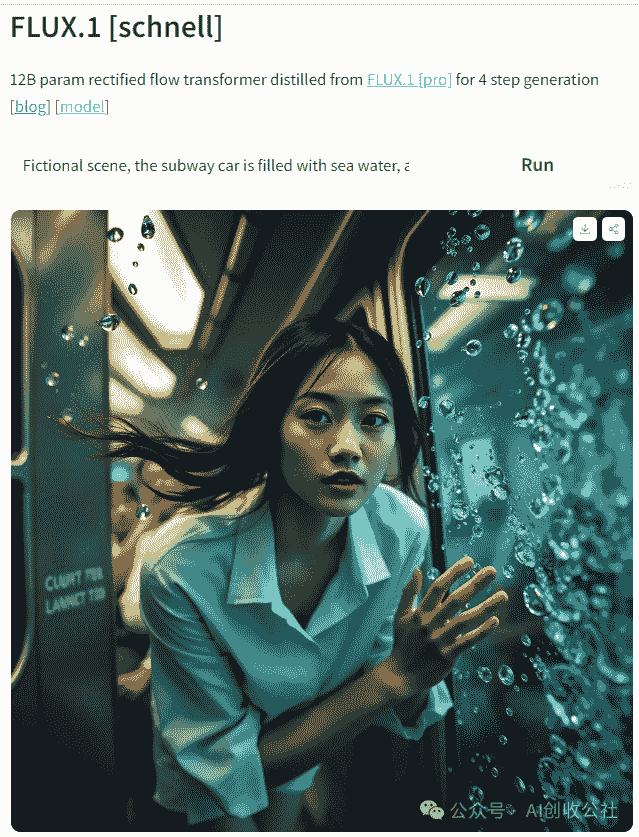 FLUX.1 [schnell]
12B param rectified flow transformer distilled from FLUX.1 [pro] for 4 step generation
[blog] [model]
Fictional scene, the subway car is filled with sea water, a
Run
公众号 · AI创收公社